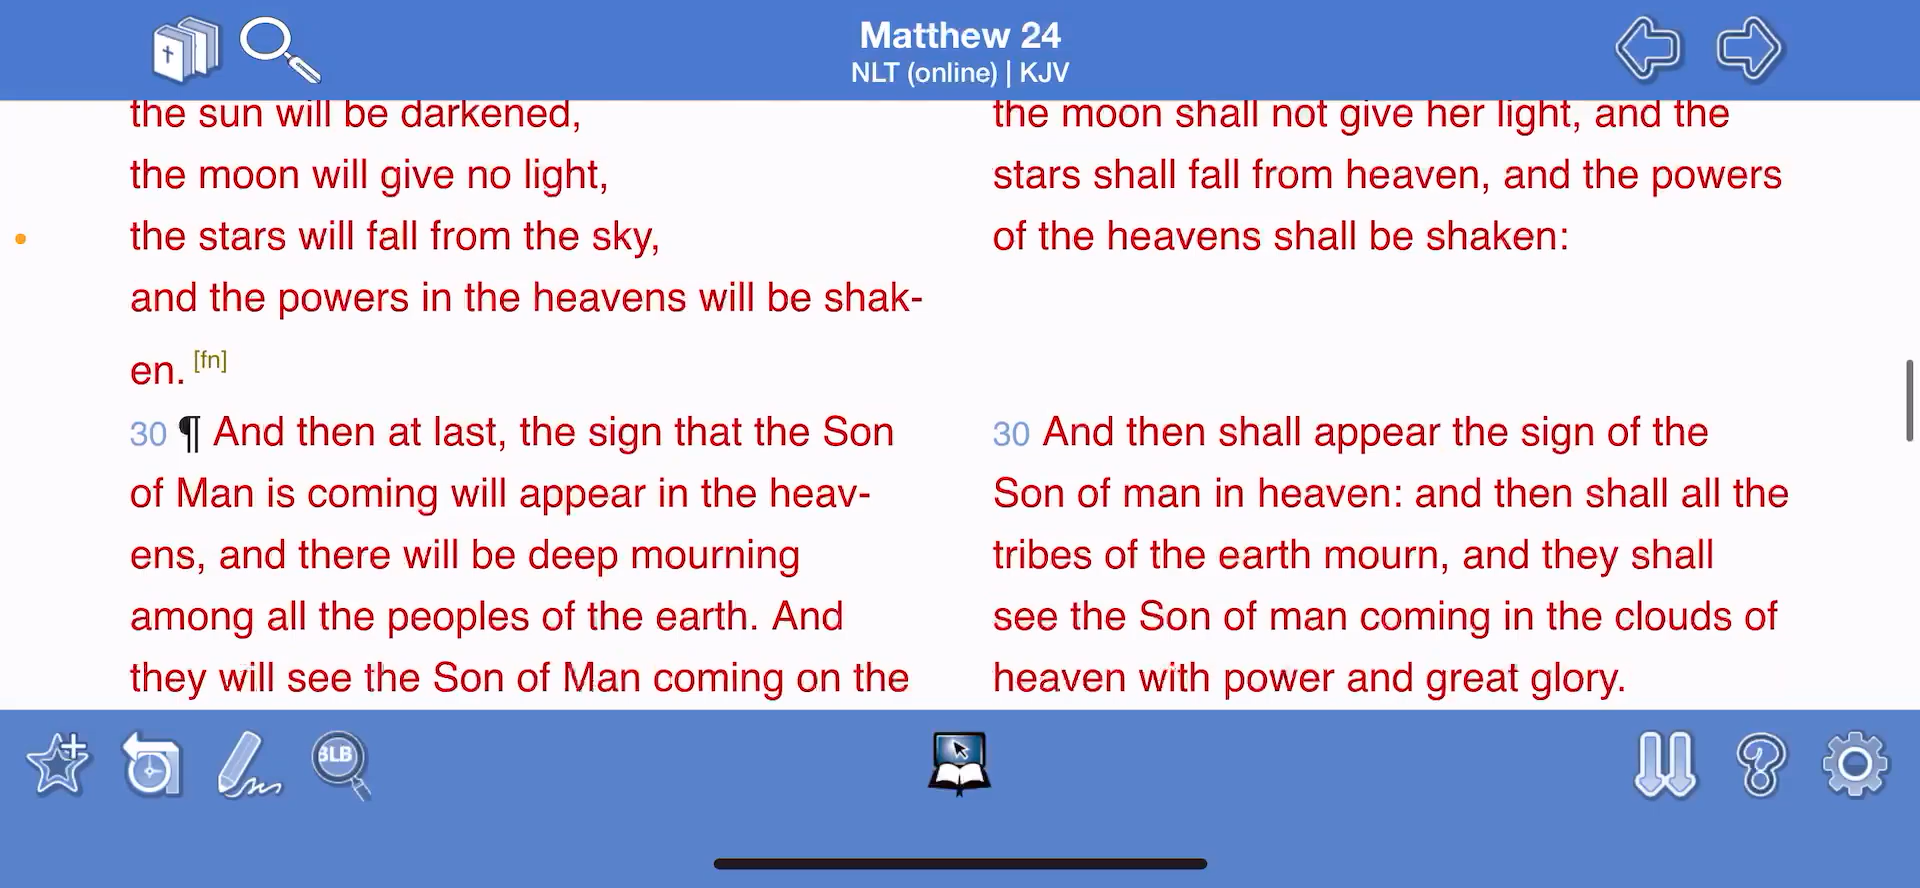 Matthew 24
NLT (online) | KJV
the sun will be darkened,
the moon will give no light,
the stars will fall from the sky,
and the powers in the heavens will be shak-
en. [fn]
30 ¶ And then at last, the sign that the Son
of Man is coming will appear in the heav-
ens, and there will be deep mourning
among all the peoples of the earth. And
they will see the Son of Man coming on the
the moon shall not give her light, and the
stars shall fall from heaven, and the powers
of the heavens shall be shaken:
30 And then shall appear the sign of the
Son of man in heaven: and then shall all the
tribes of the earth mourn, and they shall
see the Son of man coming in the clouds of
heaven with power and great glory.
BLB